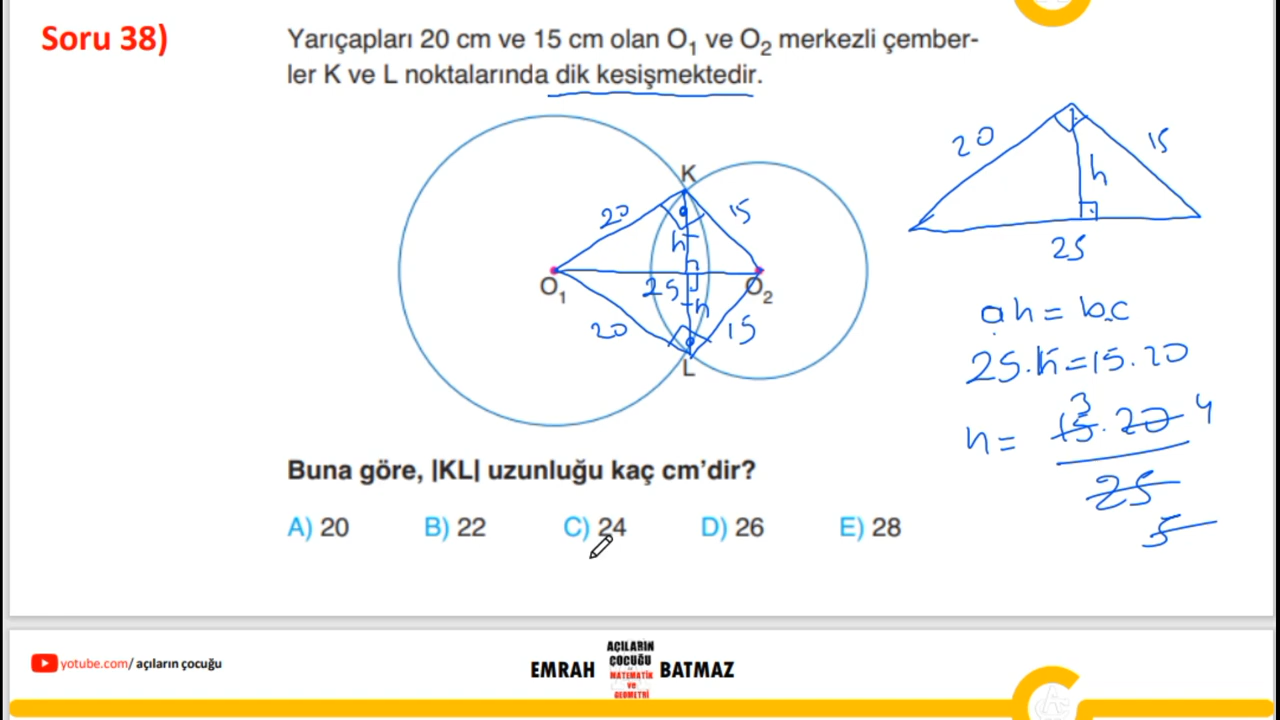 Soru 38)
Yarıçapları 20 cm ve 15 cm olan O₁ ve O₂ merkezli çember-
ler K ve L noktalarında dik kesişmektedir.
K
20
15
h
O₁
25
O₂
h
20
15
L
20
15
h
25
a.h = b.c
25.h = 15.20
h = 15.20 / 25
3
4
5
Buna göre, |KL| uzunluğu kaç cm'dir?
A) 20 B) 22 C) 24 D) 26 E) 28
yotube.com/ açıların çocuğu
EMRAH
AÇILARIN
ÇOCUĞU
MATEMATİK
ve
GEOMETRİ
BATMAZ